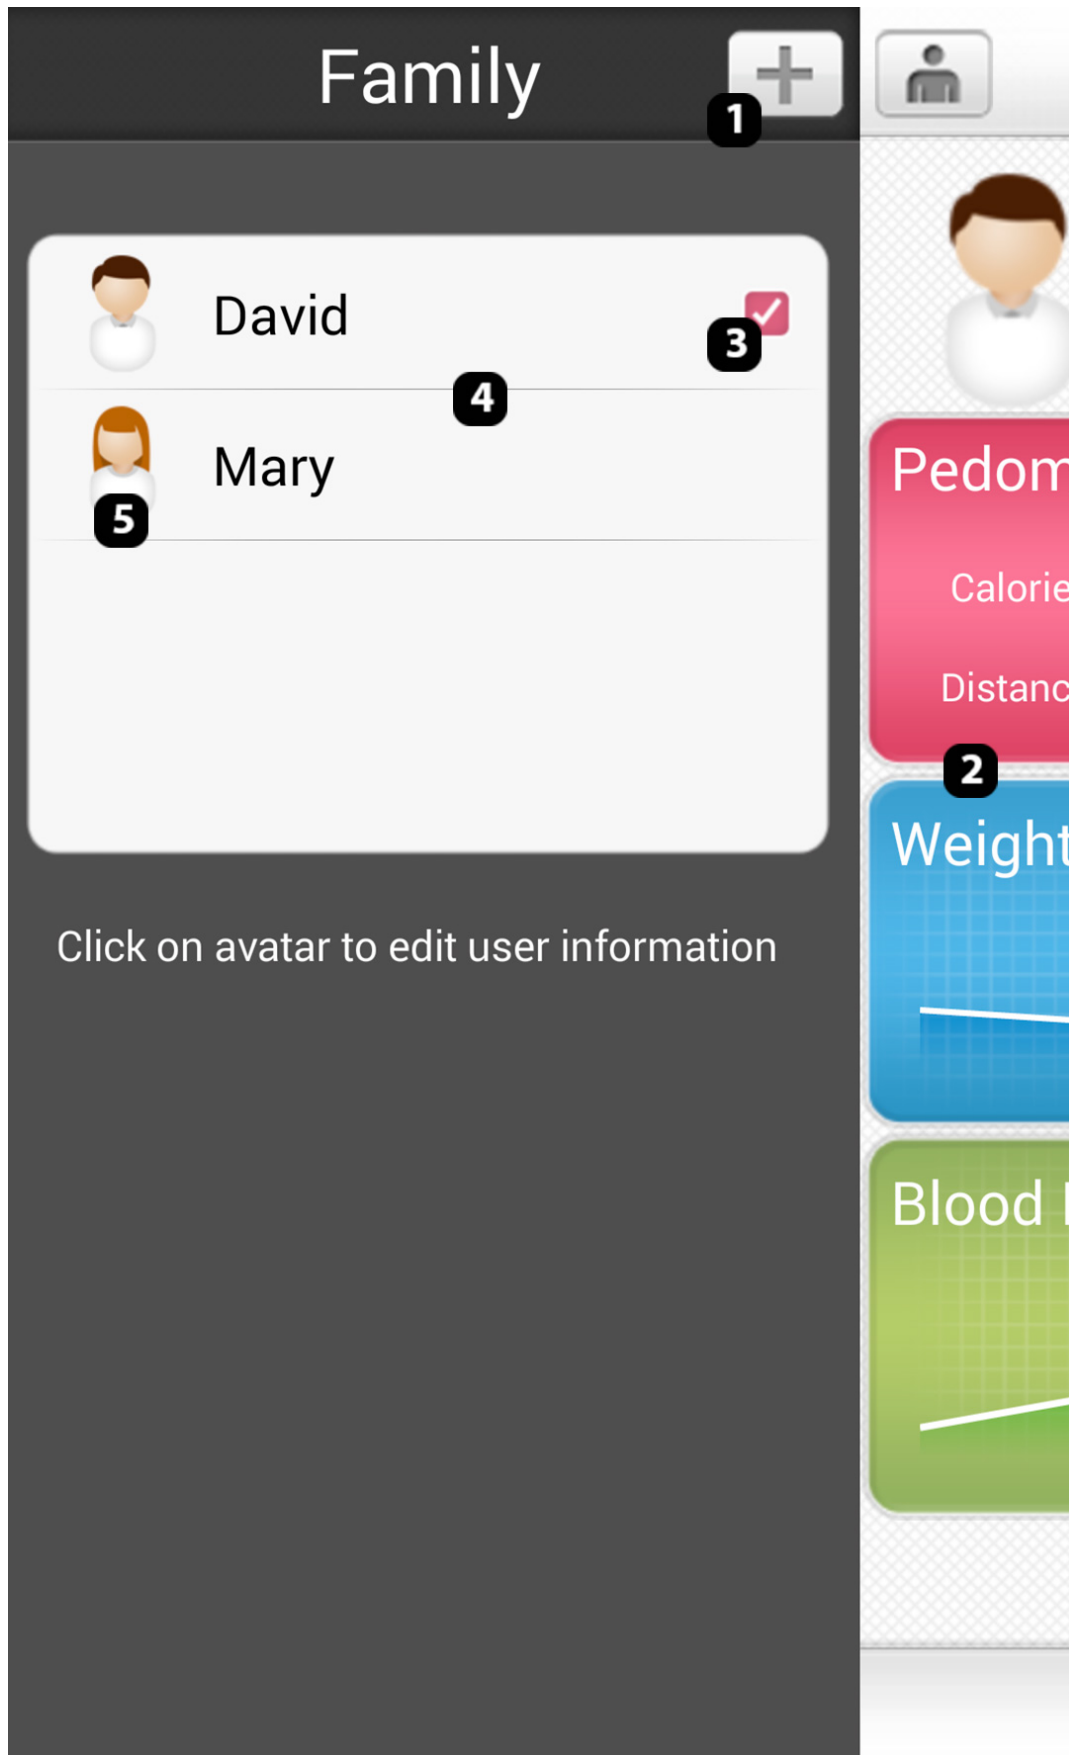 Family
1
David
3
4
Mary
5
Click on avatar to edit user information
Pedom
Calorie
Distanc
2
Weight
Blood